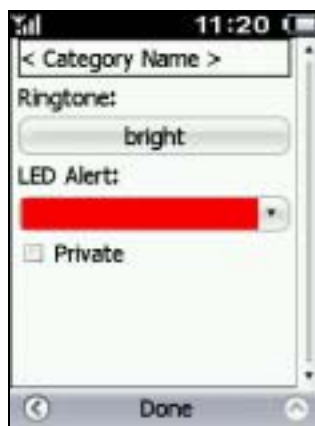 11:20
< Category Name >
Ringtone:
bright
LED Alert:
Private
Done